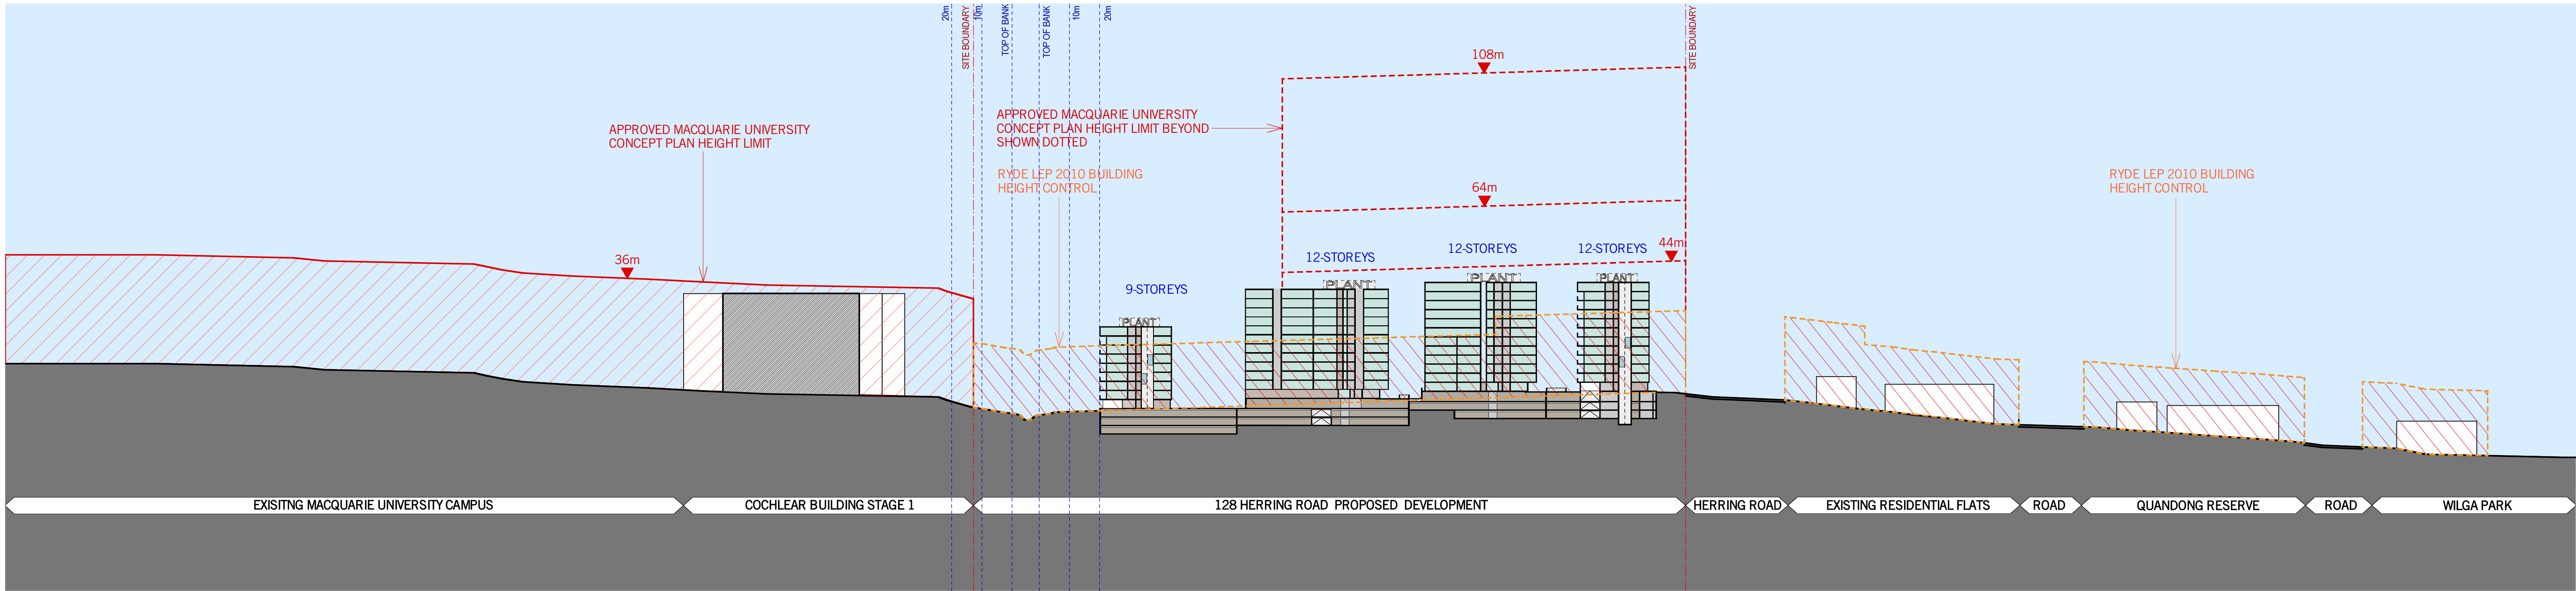 20m
SITE BOUNDARY
10m
TOP OF BANK
TOP OF BANK
10m
20m
SITE BOUNDARY
108m
APPROVED MACQUARIE UNIVERSITY
CONCEPT PLAN HEIGHT LIMIT
APPROVED MACQUARIE UNIVERSITY
CONCEPT PLAN HEIGHT LIMIT BEYOND
SHOWN DOTTED
RYDE LEP 2010 BUILDING
HEIGHT CONTROL
64m
RYDE LEP 2010 BUILDING
HEIGHT CONTROL
36m
9-STOREYS
12-STOREYS
12-STOREYS
12-STOREYS
44m
PLANT
PLANT
PLANT
PLANT
EXISITNG MACQUARIE UNIVERSITY CAMPUS
COCHLEAR BUILDING STAGE 1
128 HERRING ROAD PROPOSED DEVELOPMENT
HERRING ROAD
EXISTING RESIDENTIAL FLATS
ROAD
QUANDONG RESERVE
ROAD
WILGA PARK